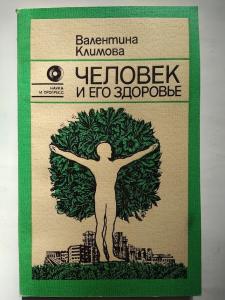 Валентина
Климова
НАУКА
И ПРОГРЕСС
ЧЕЛОВЕК
И ЕГО ЗДОРОВЬЕ